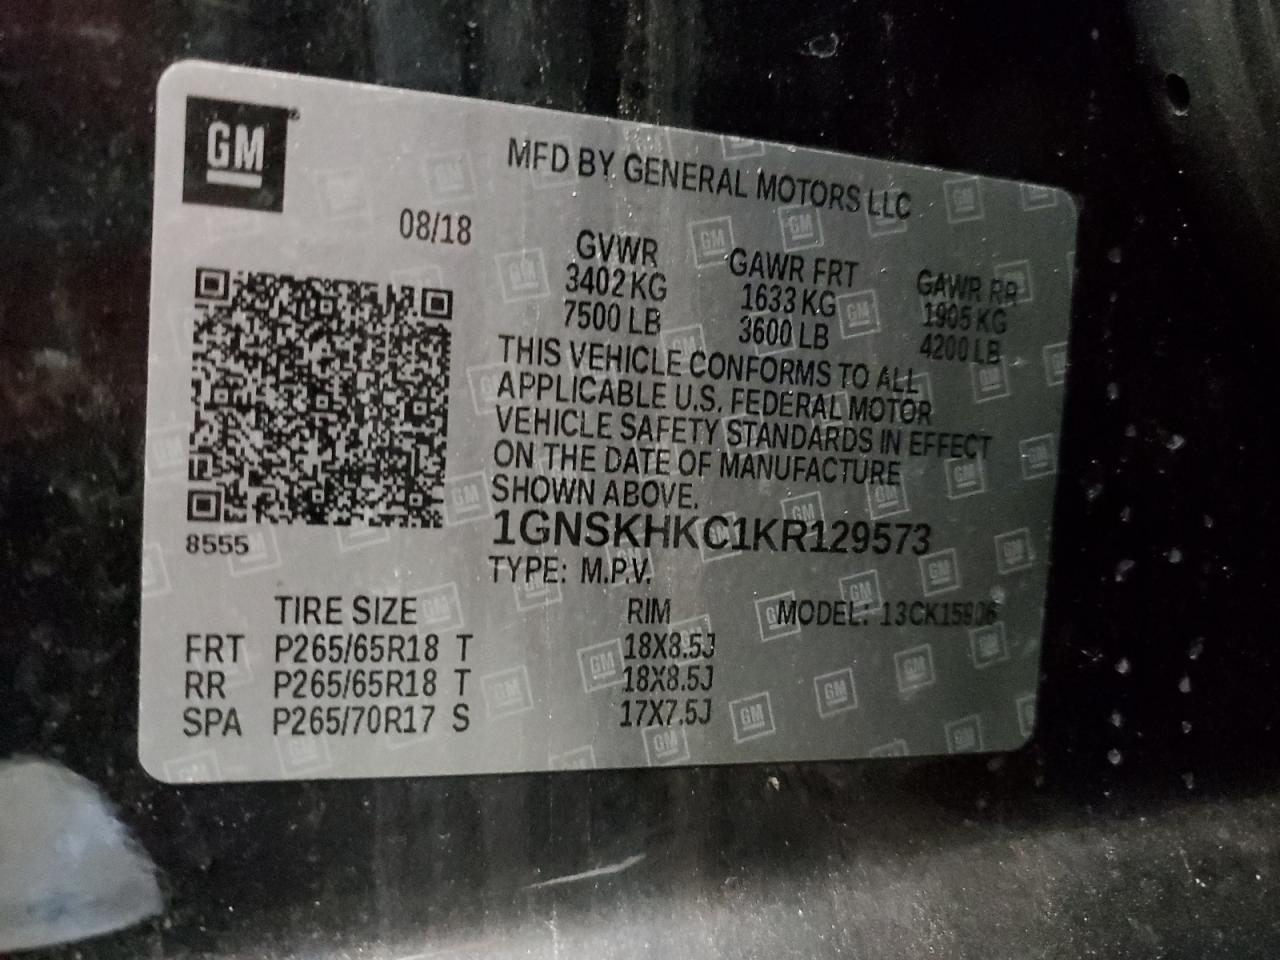 GM
MFD BY GENERAL MOTORS LLC
08/18
GVWR GAWR FRT GAWR RR
3402 KG 1633 KG 1905 KG
7500 LB 3600 LB 4200 LB
THIS VEHICLE CONFORMS TO ALL
APPLICABLE U.S. FEDERAL MOTOR
VEHICLE SAFETY STANDARDS IN EFFECT
ON THE DATE OF MANUFACTURE
SHOWN ABOVE.
1GNSKHKC1KR129573
8555
TYPE: M.P.V.
TIRE SIZE RIM MODEL: 13CK15906
FRT P265/65R18 T 18X8.5J
RR P265/65R18 T 18X8.5J
SPA P265/70R17 S 17X7.5J